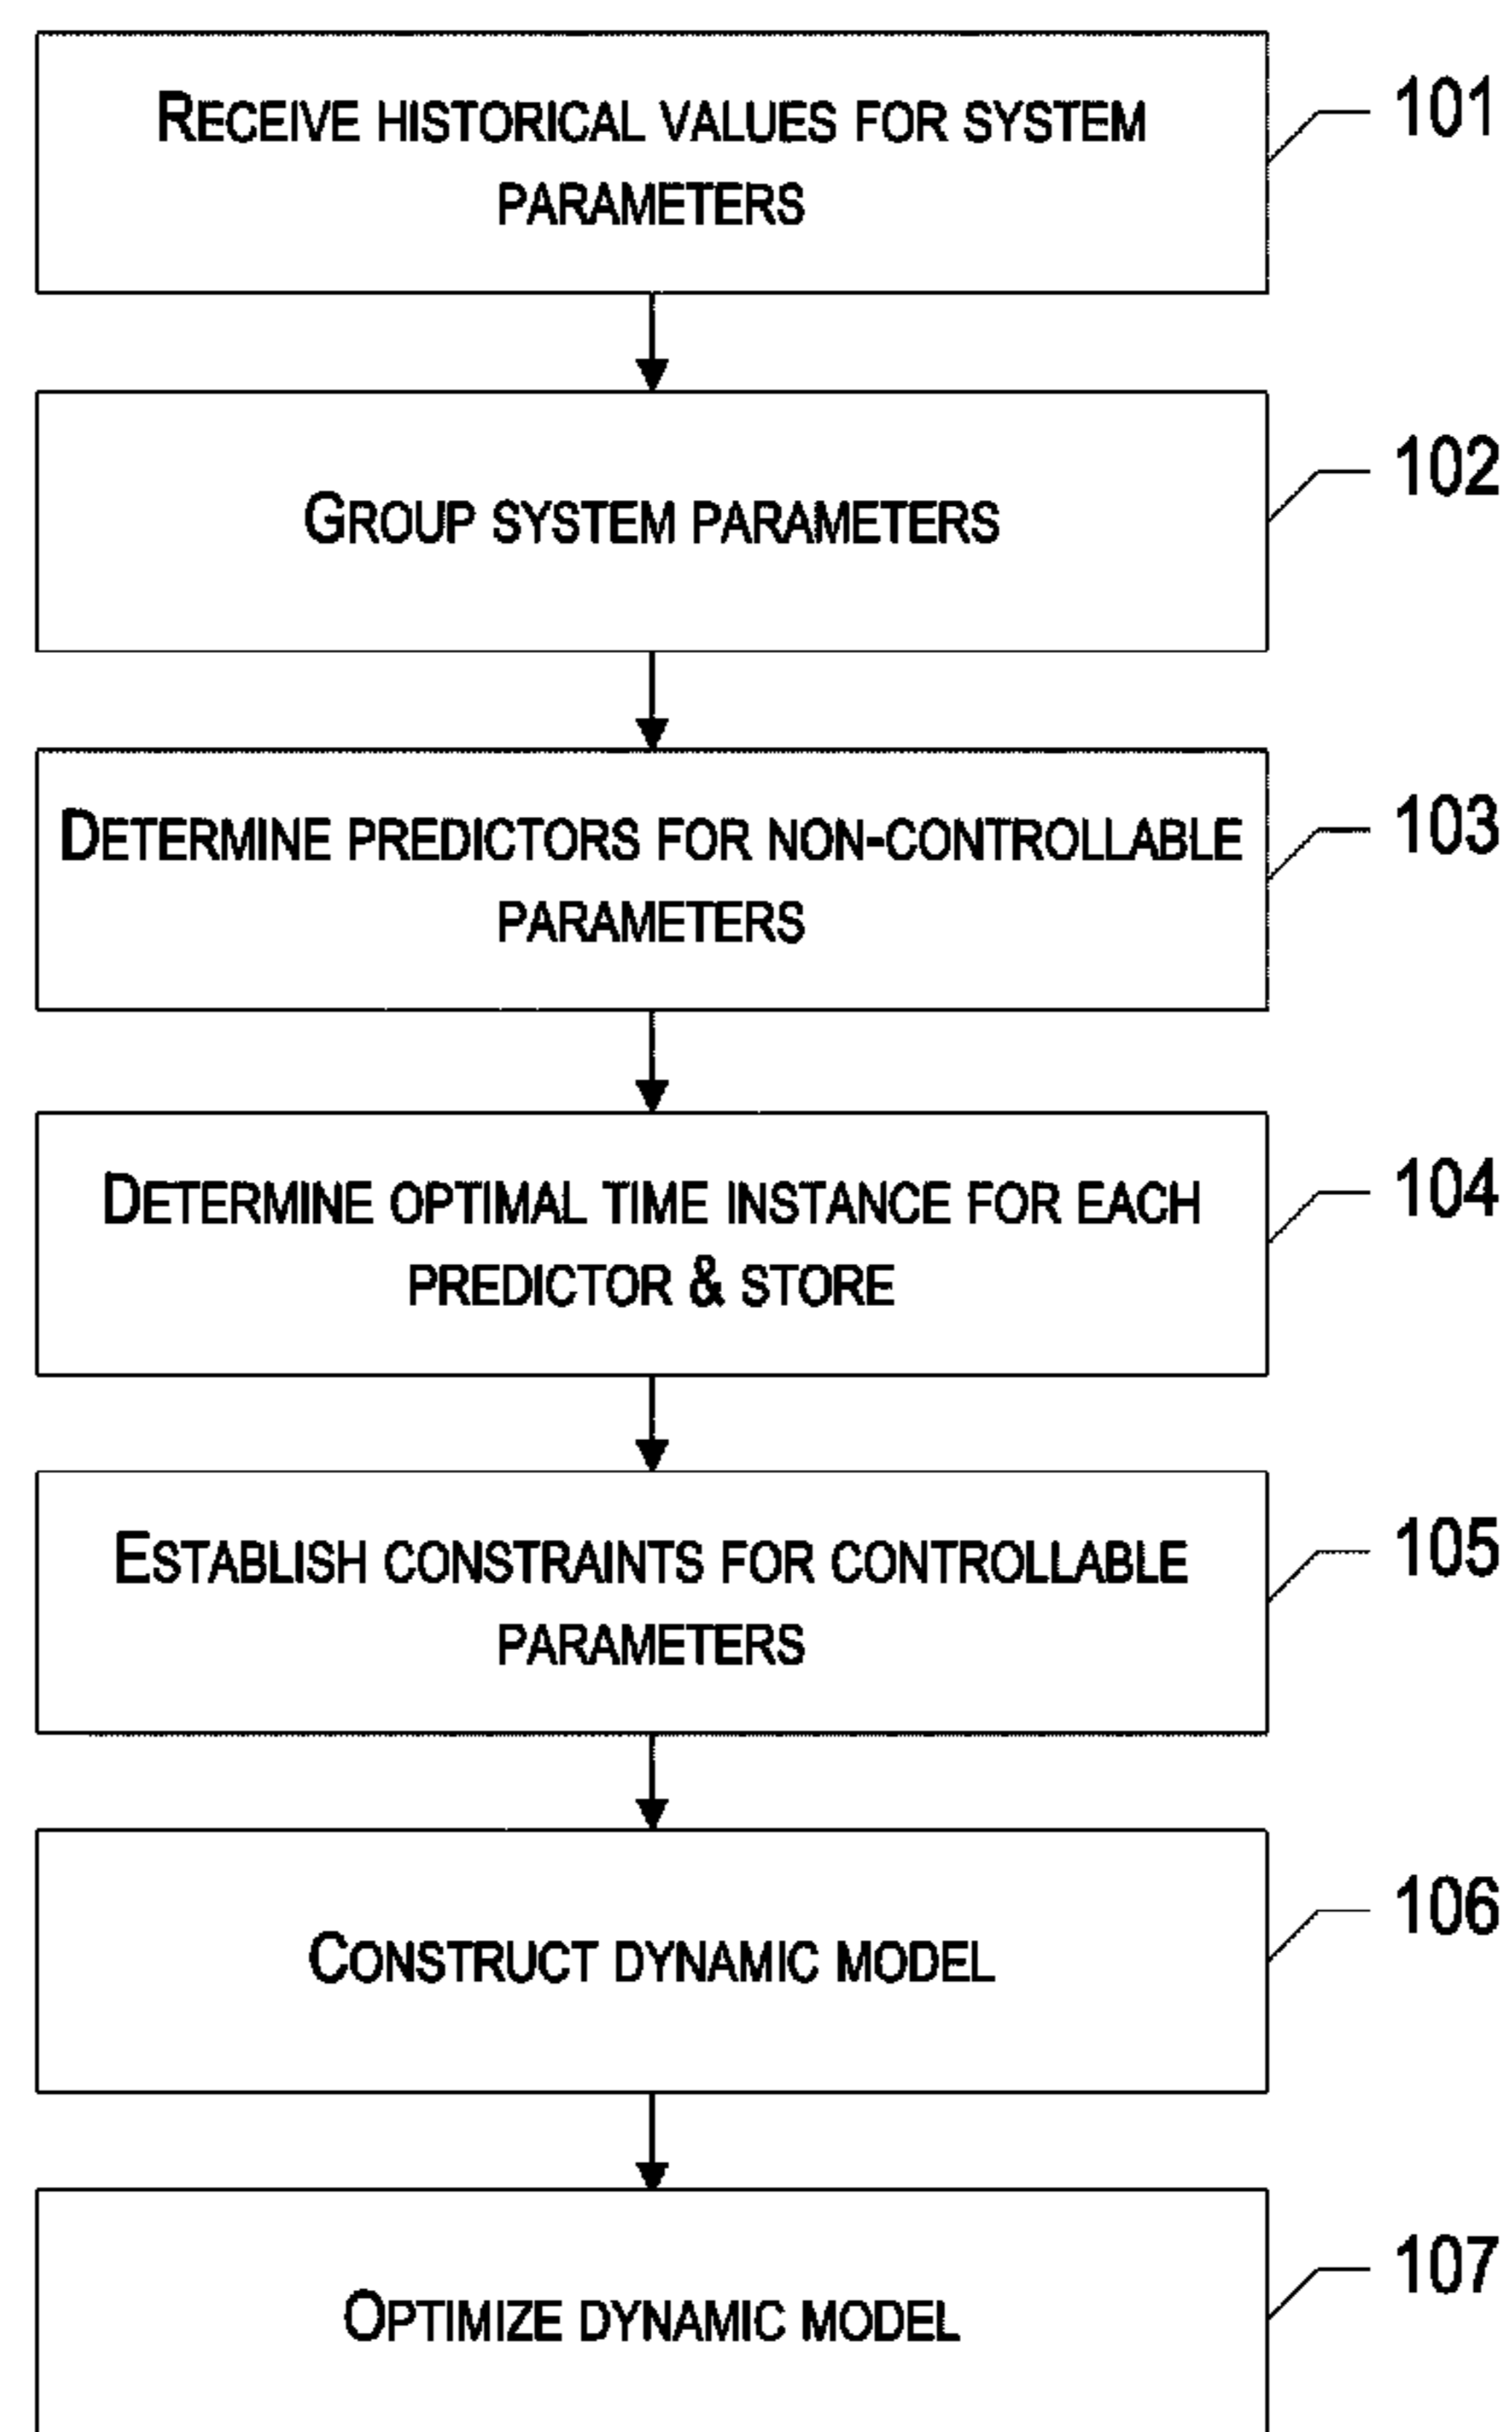 RECEIVE HISTORICAL VALUES FOR SYSTEM
PARAMETERS
101
GROUP SYSTEM PARAMETERS
102
DETERMINE PREDICTORS FOR NON-CONTROLLABLE
PARAMETERS
103
DETERMINE OPTIMAL TIME INSTANCE FOR EACH
PREDICTOR & STORE
104
ESTABLISH CONSTRAINTS FOR CONTROLLABLE
PARAMETERS
105
CONSTRUCT DYNAMIC MODEL
106
OPTIMIZE DYNAMIC MODEL
107